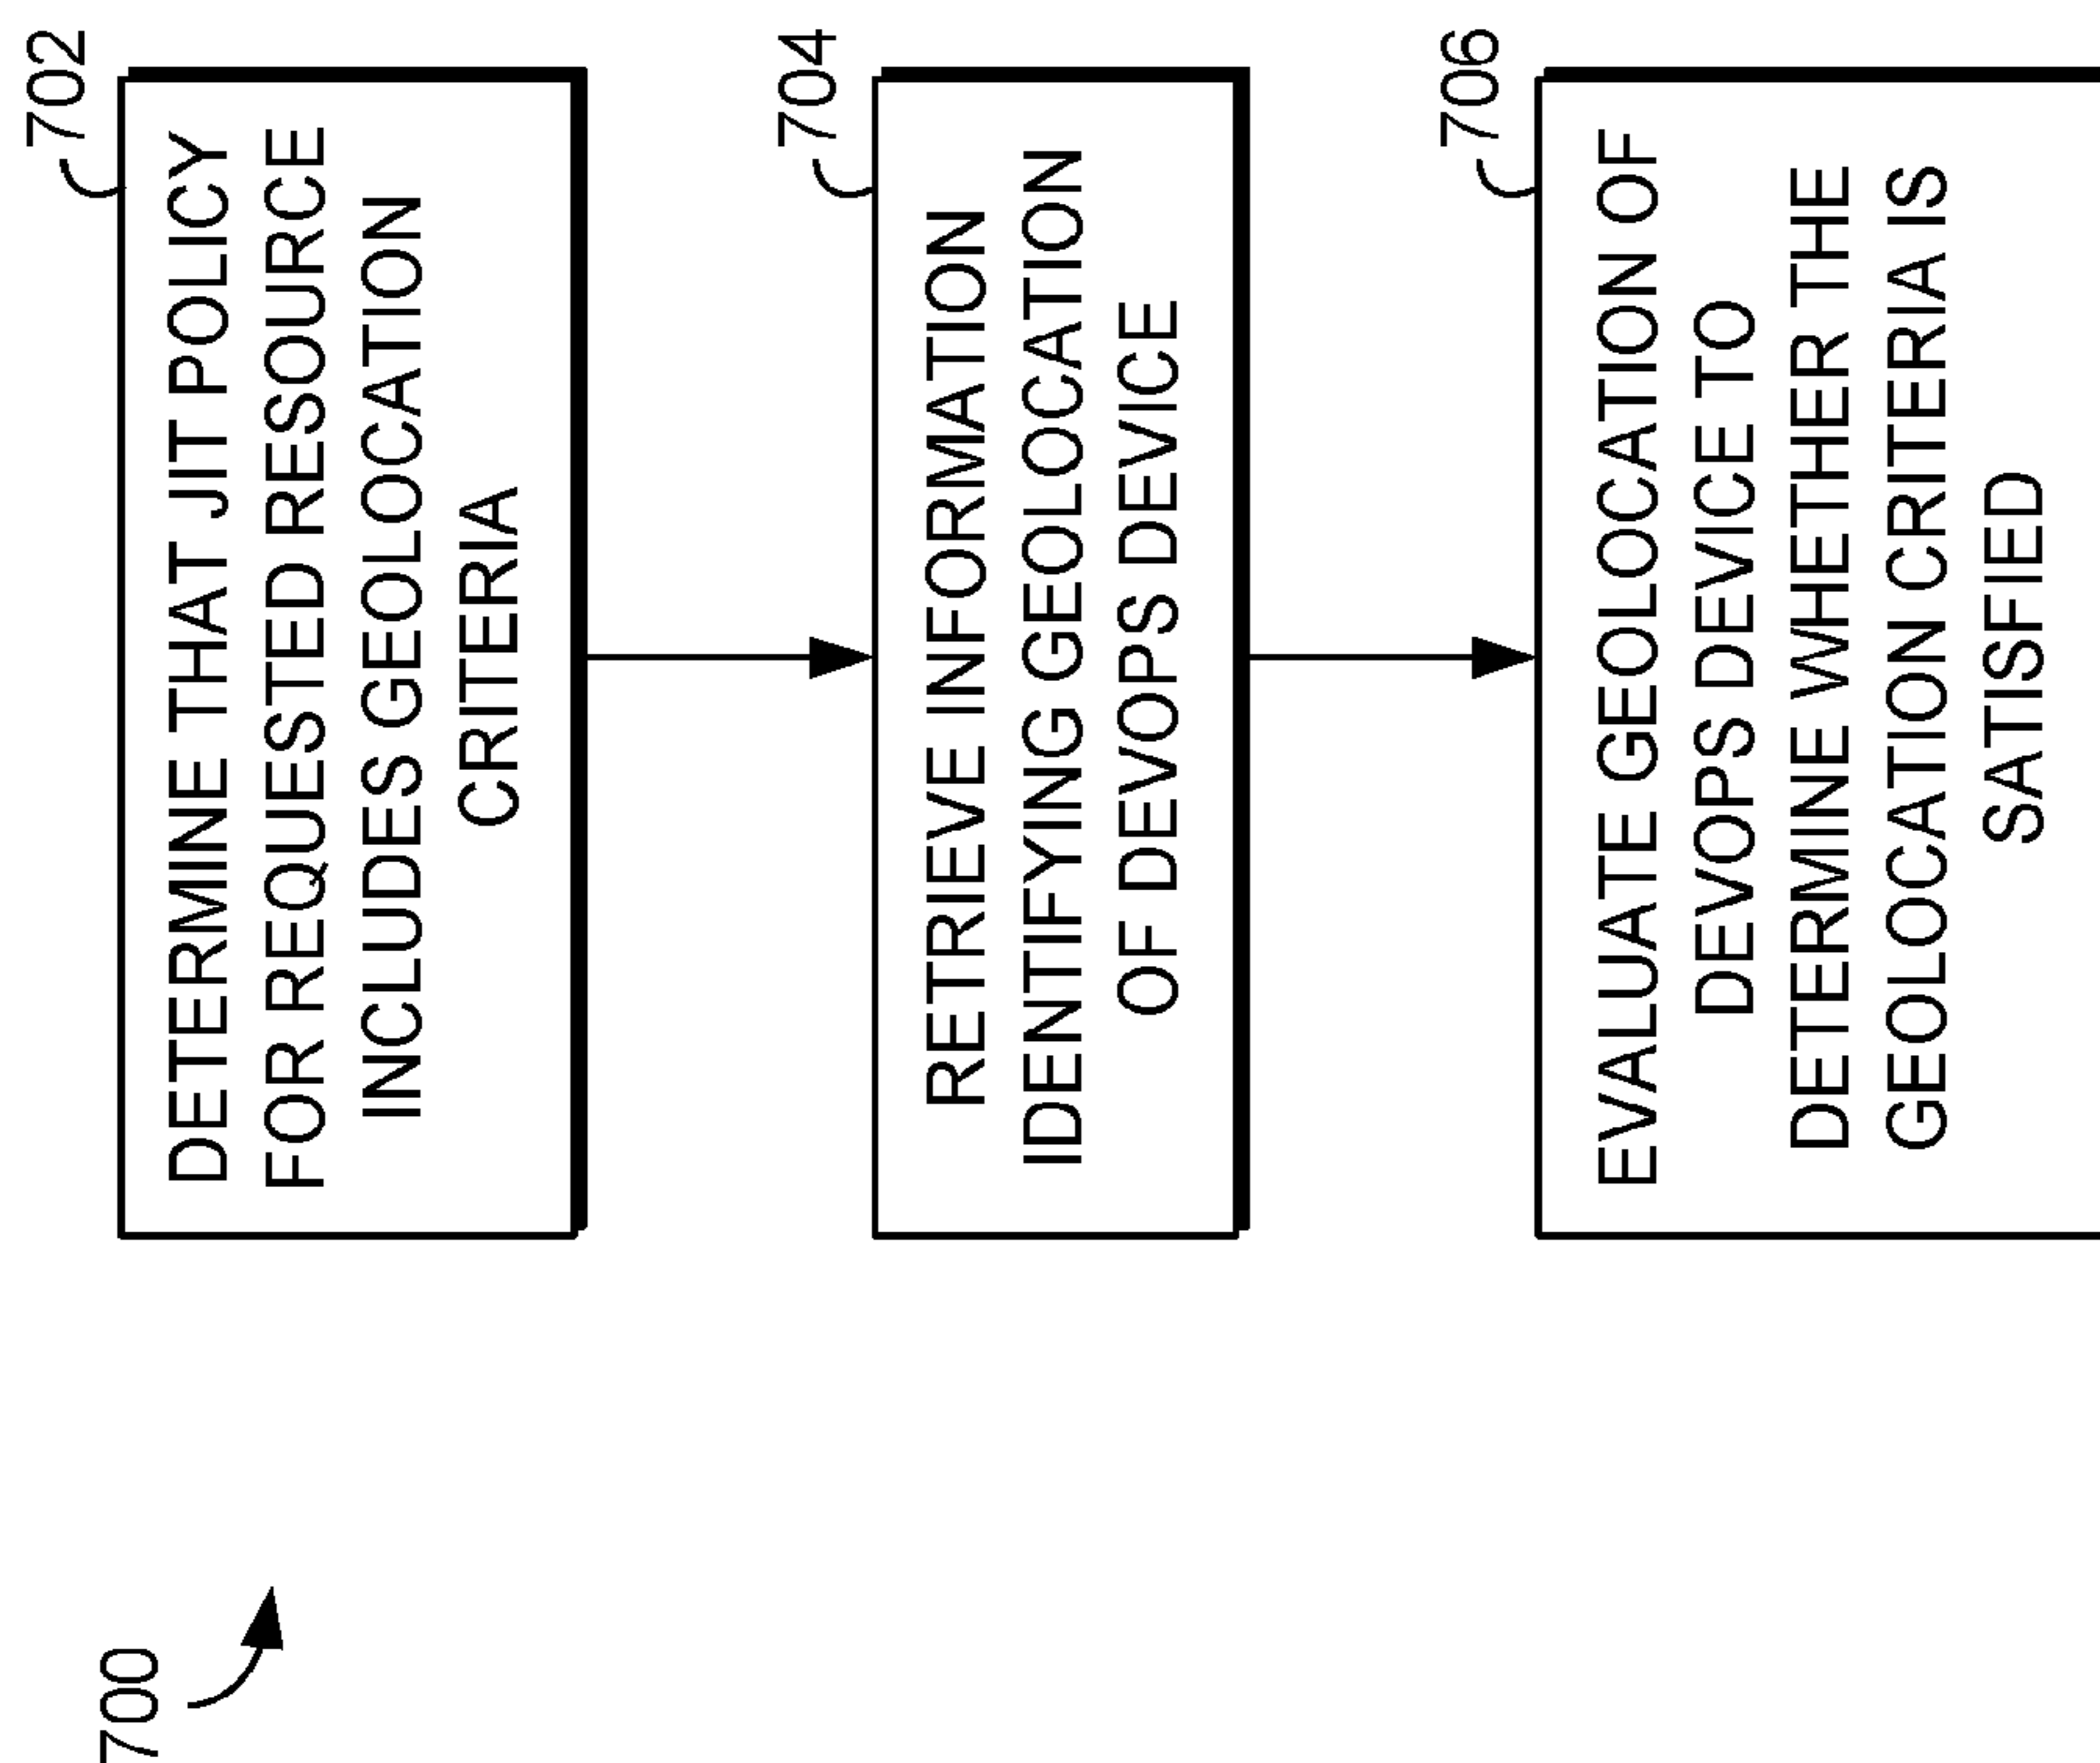 700
702
DETERMINE THAT JIT POLICY
FOR REQUESTED RESOURCE
INCLUDES GEOLOCATION
CRITERIA
704
RETRIEVE INFORMATION
IDENTIFYING GEOLOCATION
OF DEVOPS DEVICE
706
EVALUATE GEOLOCATION OF
DEVOPS DEVICE TO
DETERMINE WHETHER THE
GEOLOCATION CRITERIA IS
SATISFIED